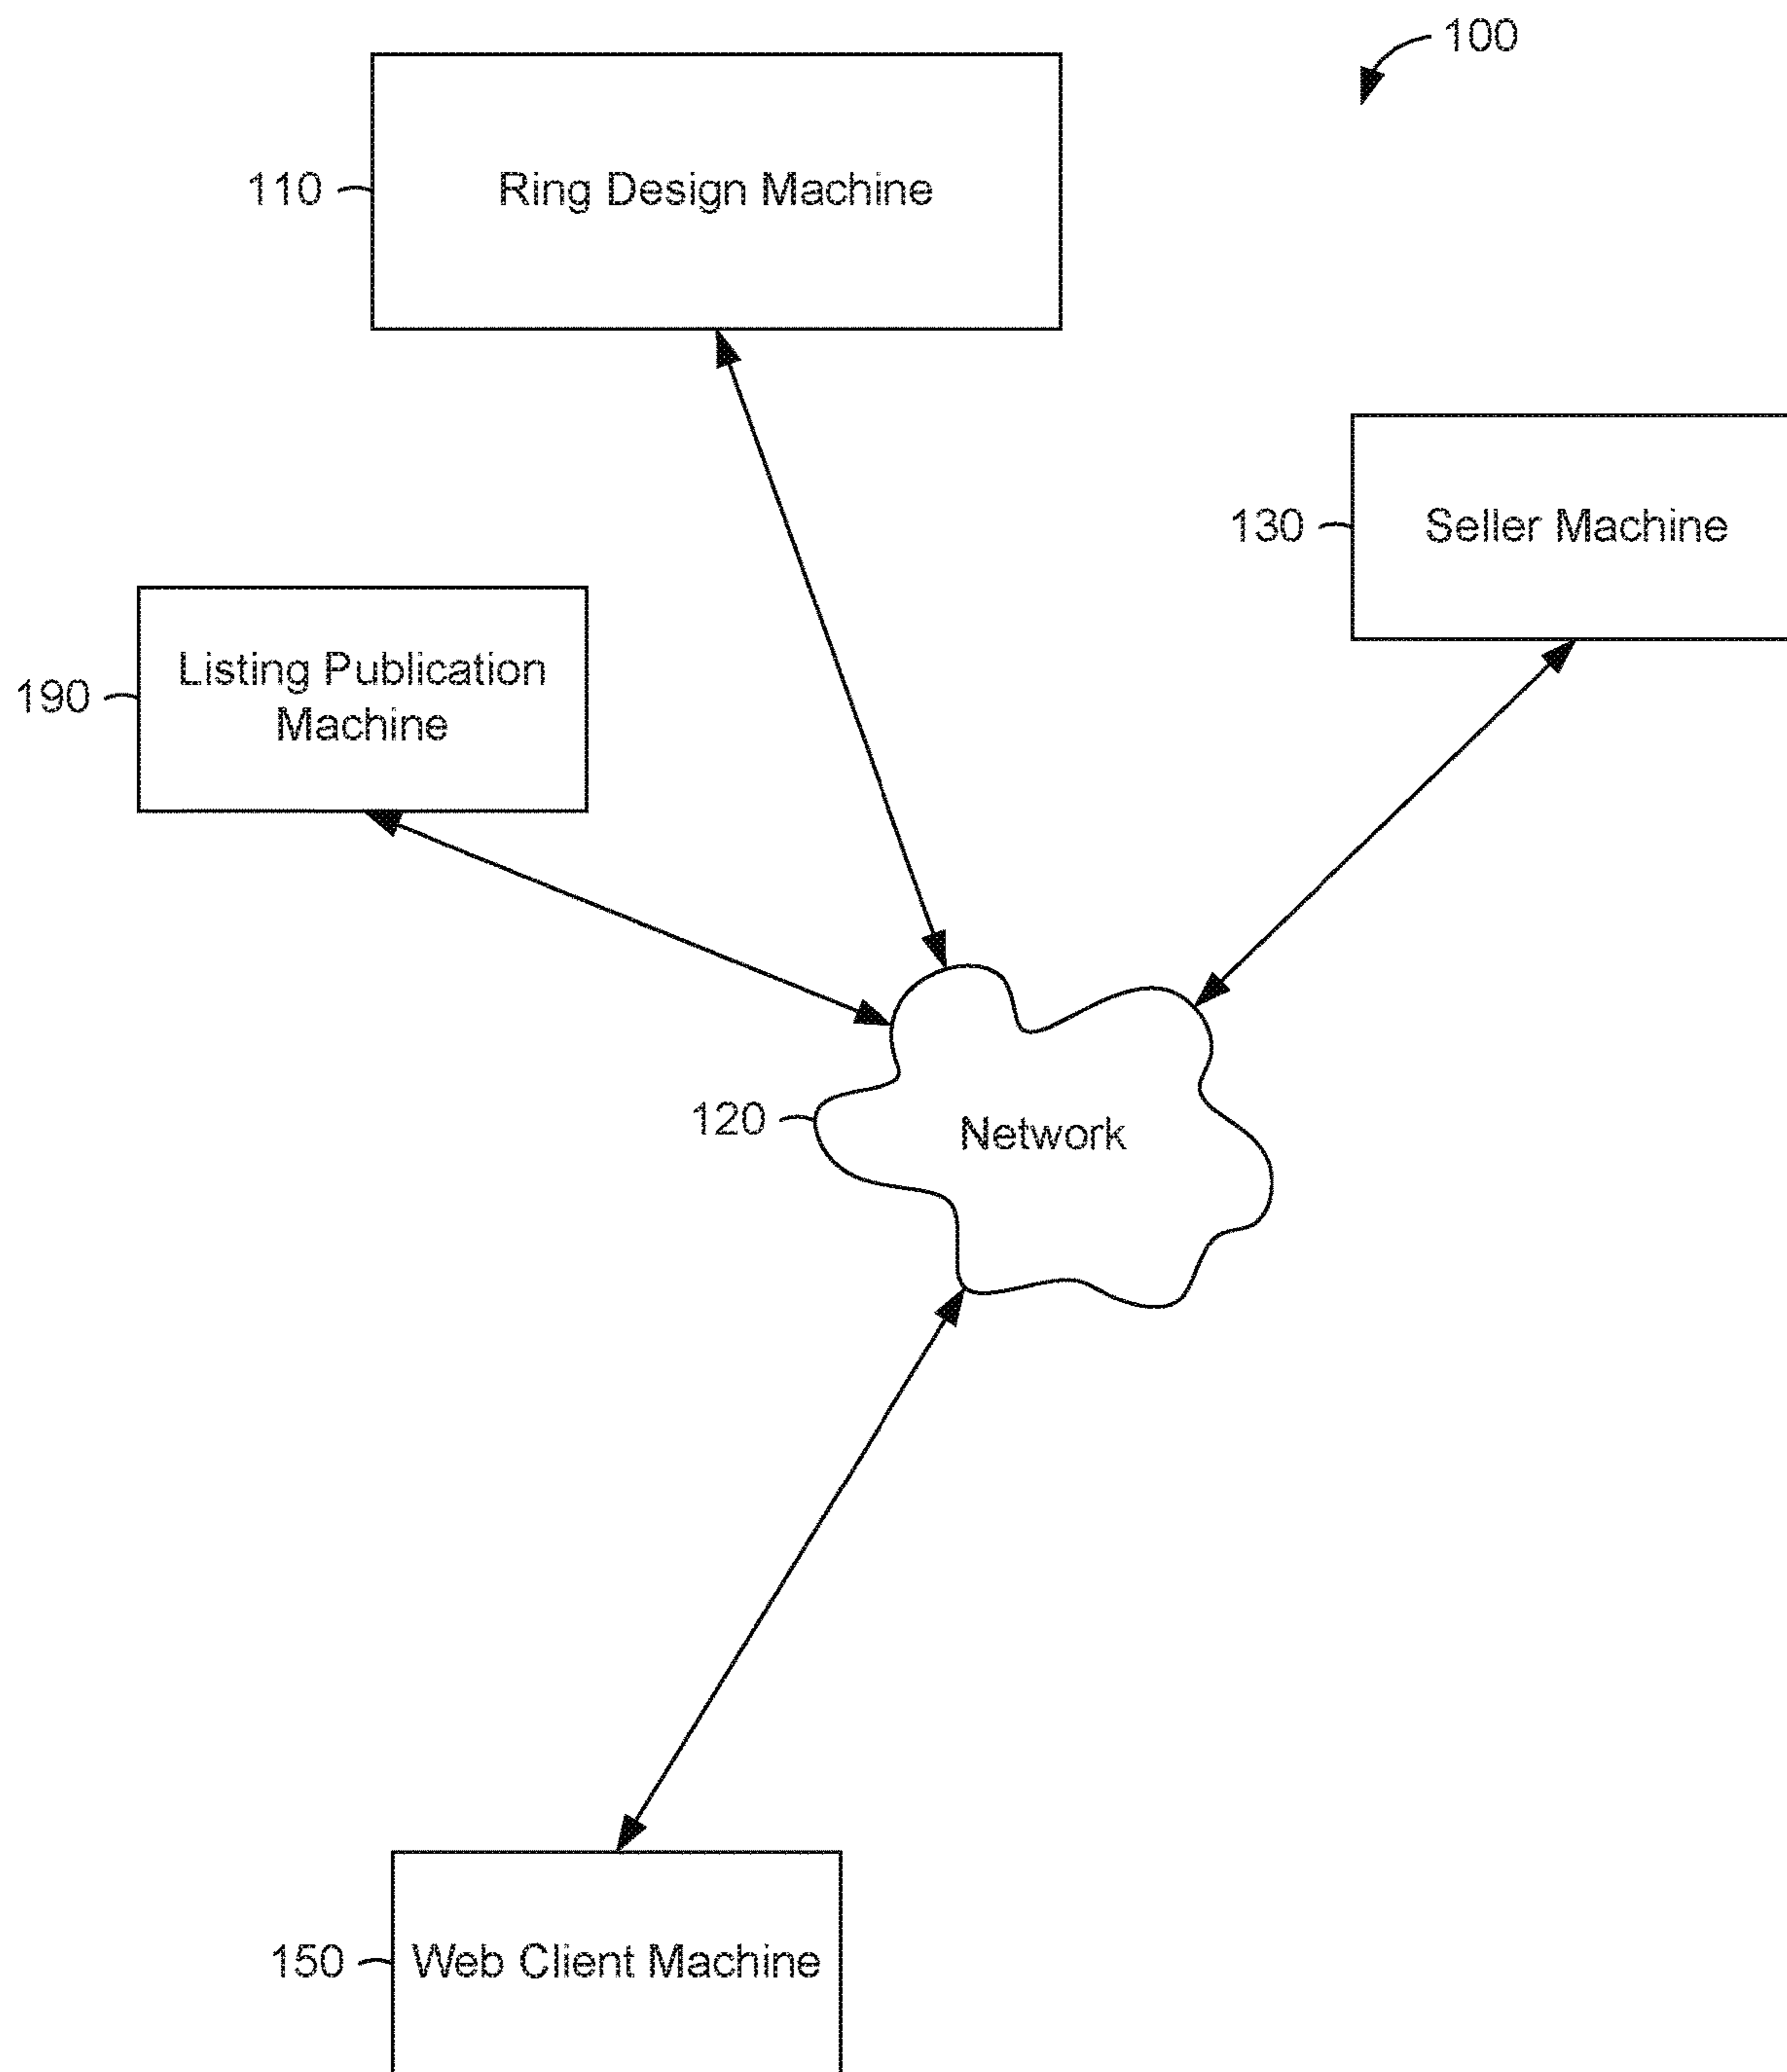 100
110
Ring Design Machine
130
Seller Machine
190
Listing Publication
Machine
120
Network
150
Web Client Machine